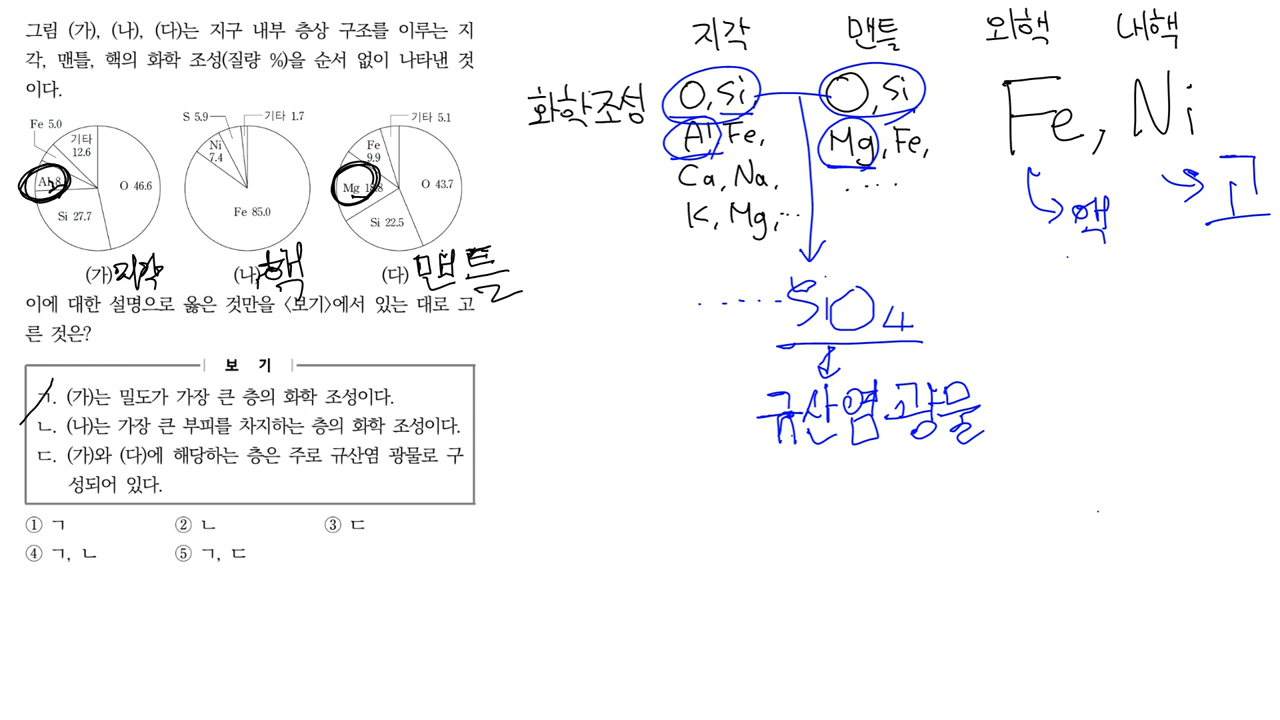 그림 (가), (나), (다)는 지구 내부 층상 구조를 이루는 지
각, 맨틀, 핵의 화학 조성(질량 %)을 순서 없이 나타낸 것
이다.
Fe 5.0
기타
12.6
O 46.6
Si 27.7
(가) 지각
S 5.9
기타 1.7
Ni
7.4
Fe 85.0
(나) 핵
기타 5.1
Fe
9.9
Mg 18.8
O 43.7
Si 22.5
(다) 맨틀
이에 대한 설명으로 옳은 것만을 〈보기〉에서 있는 대로 고
른 것은?
보 기
ㄱ. (가)는 밀도가 가장 큰 층의 화학 조성이다.
ㄴ. (나)는 가장 큰 부피를 차지하는 층의 화학 조성이다.
ㄷ. (가)와 (다)에 해당하는 층은 주로 규산염 광물로 구
성되어 있다.
① ㄱ ② ㄴ ③ ㄷ
④ ㄱ, ㄴ ⑤ ㄱ, ㄷ
지각 맨틀 외핵 내핵
화학조성 O, Si, O, Si Fe, Ni
Al, Fe, Mg, Fe,
Ca, Na, ....
K, Mg, ...
액 고
..... SiO4
규산염 광물